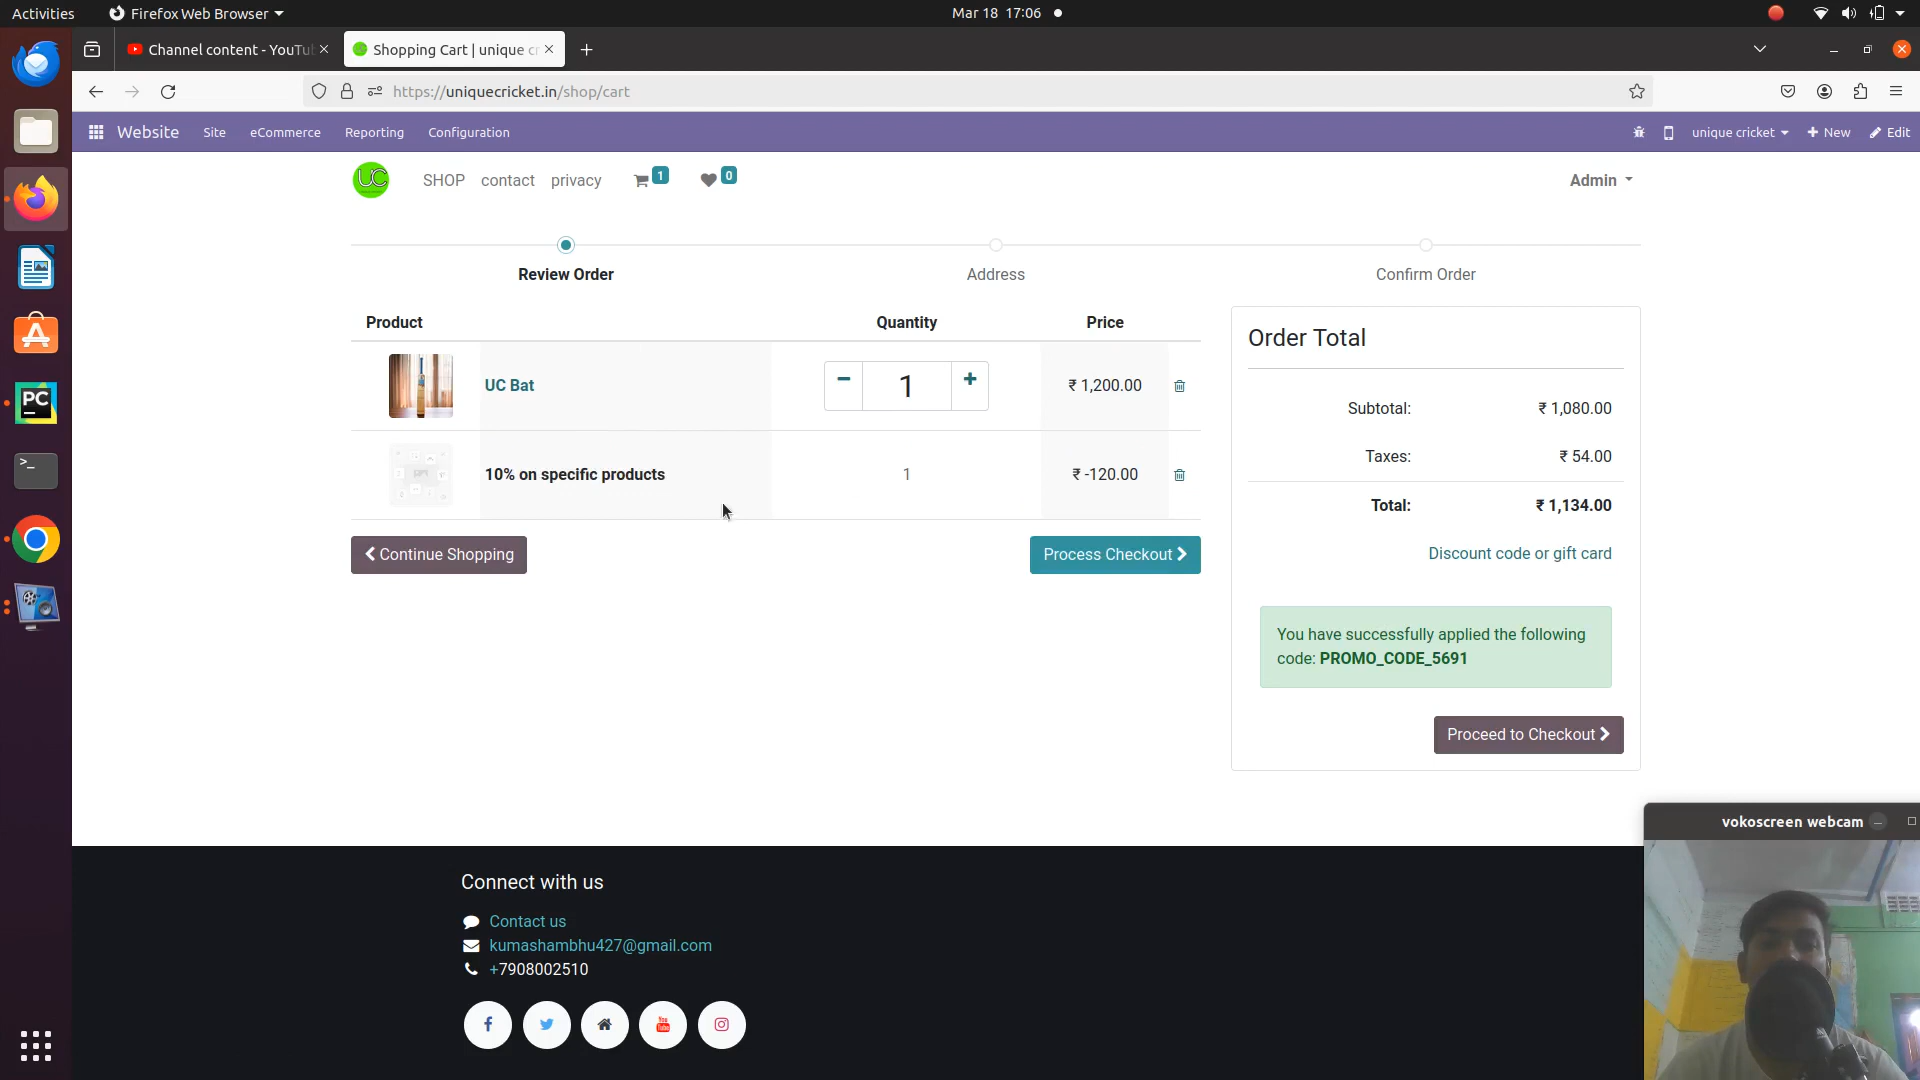 Activities
Firefox Web Browser
Mar 18 17:06
Channel content - YouTu
Shopping Cart | unique cr
https://uniquecricket.in/shop/cart
Website
Site
eCommerce
Reporting
Configuration
unique cricket
New
Edit
UC
SHOP
contact
privacy
1
0
Admin
Review Order
Address
Confirm Order
Product
Quantity
Price
UC Bat
1
₹ 1,200.00
10% on specific products
1
₹ -120.00
Continue Shopping
Process Checkout
Order Total
Subtotal: ₹ 1,080.00
Taxes: ₹ 54.00
Total: ₹ 1,134.00
Discount code or gift card
You have successfully applied the following
code: PROMO_CODE_5691
Proceed to Checkout
vokoscreen webcam
Connect with us
Contact us
kumashambhu427@gmail.com
+7908002510